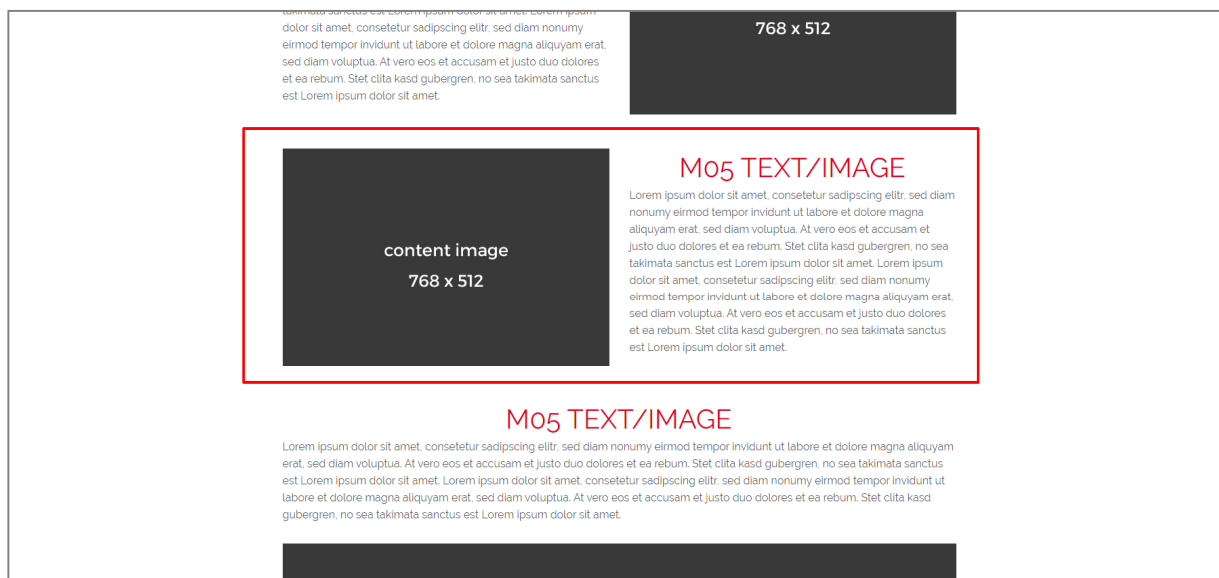 dolor sit amet, consetetur sadipscing elitr, sed diam nonumy
eirmod tempor invidunt ut labore et dolore magna aliquyam erat,
sed diam voluptua. At vero eos et accusam et justo duo dolores
et ea rebum. Stet clita kasd gubergren, no sea takimata sanctus
est Lorem ipsum dolor sit amet.
768 x 512
content image
768 x 512
M05 TEXT/IMAGE
Lorem ipsum dolor sit amet, consetetur sadipscing elitr, sed diam
nonumy eirmod tempor invidunt ut labore et dolore magna
aliquyam erat, sed diam voluptua. At vero eos et accusam et
justo duo dolores et ea rebum. Stet clita kasd gubergren, no sea
takimata sanctus est Lorem ipsum dolor sit amet. Lorem ipsum
dolor sit amet, consetetur sadipscing elitr, sed diam nonumy
eirmod tempor invidunt ut labore et dolore magna aliquyam erat,
sed diam voluptua. At vero eos et accusam et justo duo dolores
et ea rebum. Stet clita kasd gubergren, no sea takimata sanctus
est Lorem ipsum dolor sit amet.
M05 TEXT/IMAGE
Lorem ipsum dolor sit amet, consetetur sadipscing elitr, sed diam nonumy eirmod tempor invidunt ut labore et dolore magna aliquyam
erat, sed diam voluptua. At vero eos et accusam et justo duo dolores et ea rebum. Stet clita kasd gubergren, no sea takimata sanctus
est Lorem ipsum dolor sit amet. Lorem ipsum dolor sit amet, consetetur sadipscing elitr, sed diam nonumy eirmod tempor invidunt ut
labore et dolore magna aliquyam erat, sed diam voluptua. At vero eos et accusam et justo duo dolores et ea rebum. Stet clita kasd
gubergren, no sea takimata sanctus est Lorem ipsum dolor sit amet.